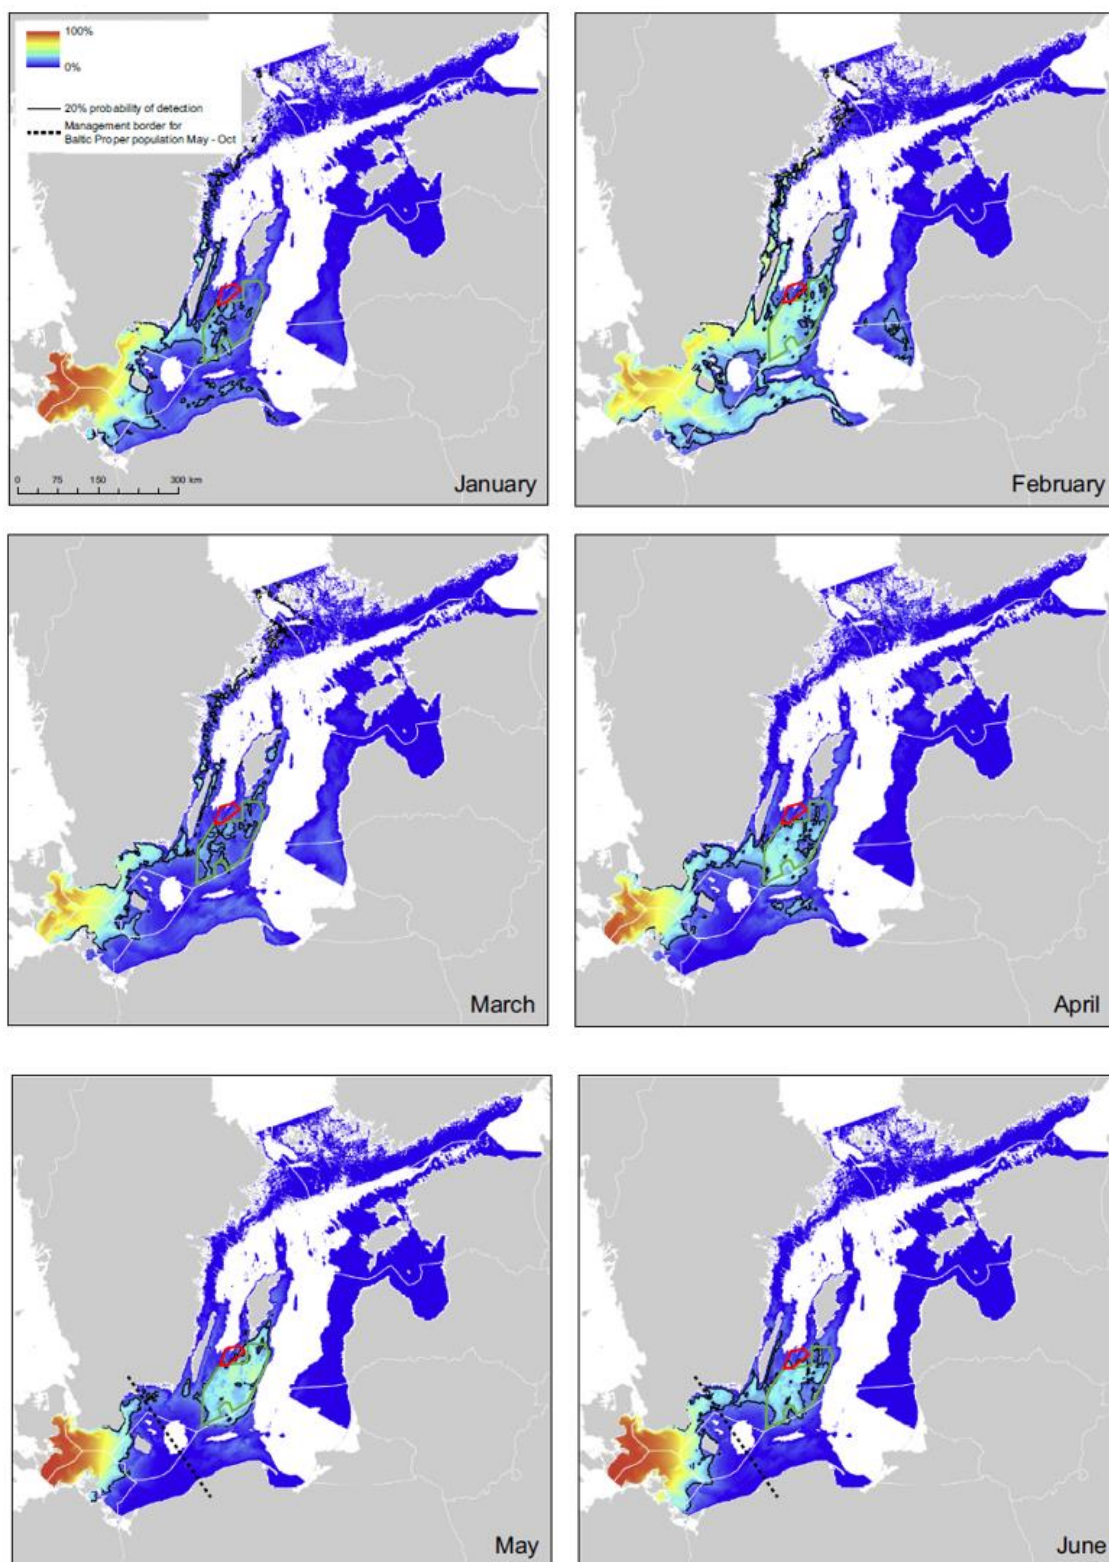 100%
0%
20% probability of detection
Management border for
Baltic Proper population May - Oct
0 75 150 300 km
January
February
March
April
May
June